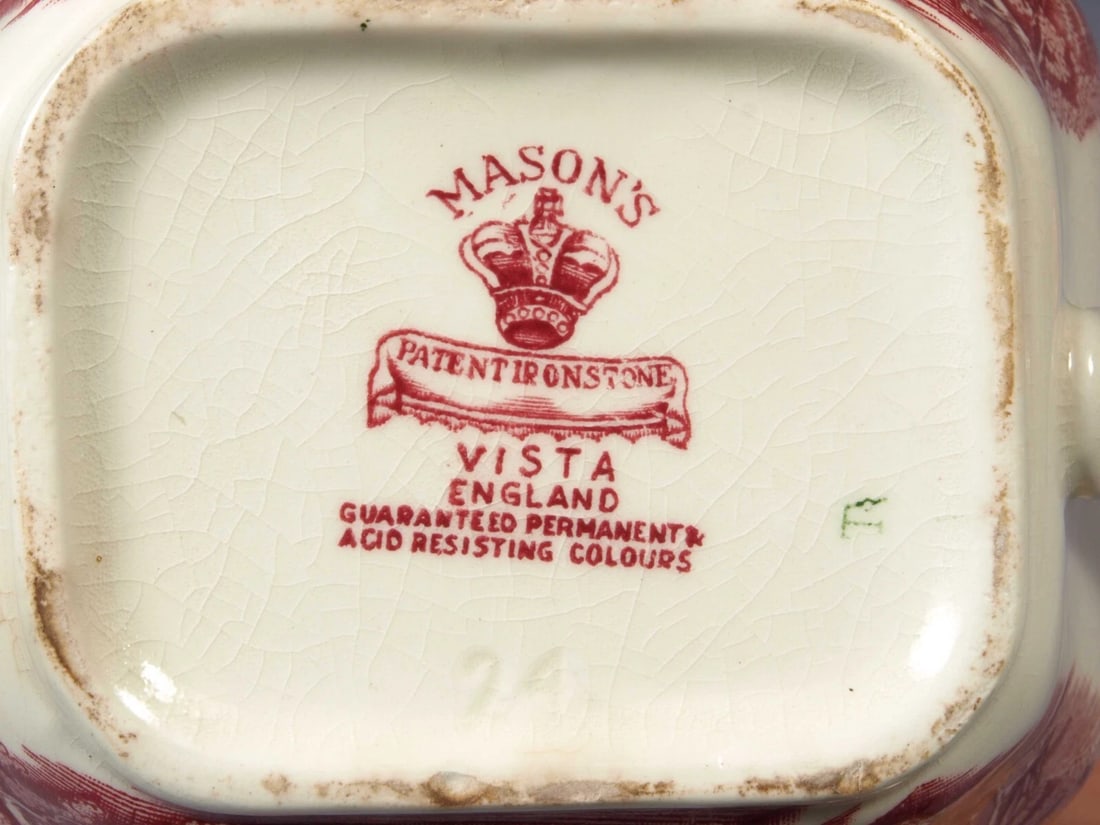 MASON'S
PATENT IRONSTONE
VISTA
ENGLAND
GUARANTEED PERMANENT &
ACID RESISTING COLOURS